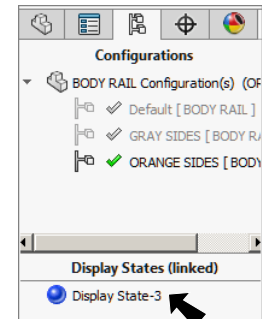 Configurations
BODY RAIL Configuration(s) (OR
Default [ BODY RAIL ]
GRAY SIDES [ BODY RA
ORANGE SIDES [ BODY
Display States (linked)
Display State-3